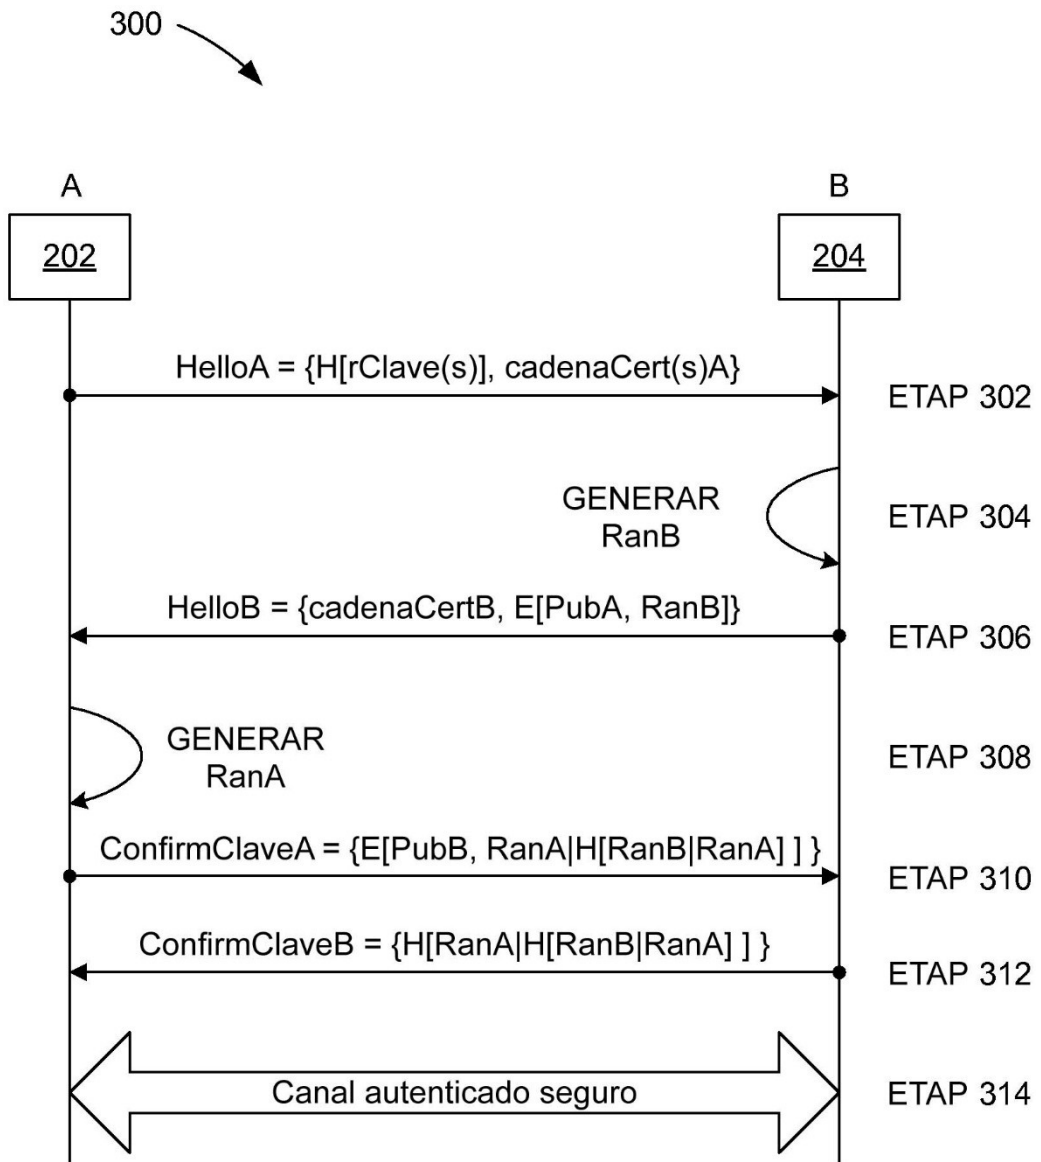 300
A
B
202
204
HelloA = {H[rClave(s)], cadenaCert(s)A}
ETAP 302
GENERAR
RanB
ETAP 304
HelloB = {cadenaCertB, E[PubA, RanB]}
ETAP 306
GENERAR
RanA
ETAP 308
ConfirmClaveA = {E[PubB, RanA|H[RanB|RanA] ] }
ETAP 310
ConfirmClaveB = {H[RanA|H[RanB|RanA] ] }
ETAP 312
Canal autenticado seguro
ETAP 314